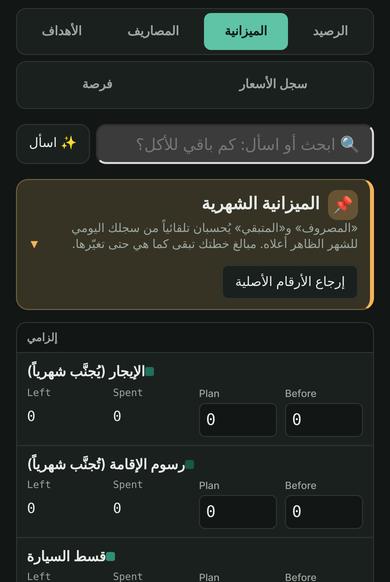 الرصيد
الميزانية
المصاريف
الأهداف
سجل الأسعار
فرصة
ابحث أو اسأل: كم باقي للأكل؟
اسأل
الميزانية الشهرية
«المصروف» و«المتبقي» يُحسبان تلقائياً من سجلك اليومي
للشهر الظاهر أعلاه. مبالغ خطتك تبقى كما هي حتى تغيّرها.
إرجاع الأرقام الأصلية
إلزامي
الإيجار (يُجنَّب شهرياً)
Left Spent Plan Before
0 0 0 0
رسوم الإقامة (تُجنَّب شهرياً)
Left Spent Plan Before
0 0 0 0
قسط السيارة
Left Spent Plan Before